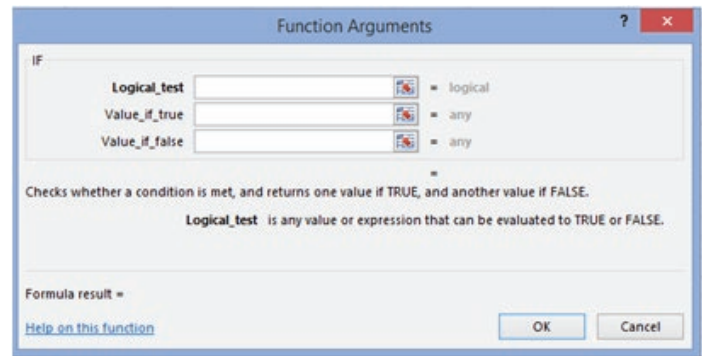 Function Arguments ? ×
IF
Logical_test = logical
Value_if_true = any
Value_if_false = any
=
Checks whether a condition is met, and returns one value if TRUE, and another value if FALSE.
Logical_test is any value or expression that can be evaluated to TRUE or FALSE.
Formula result =
Help on this function OK Cancel